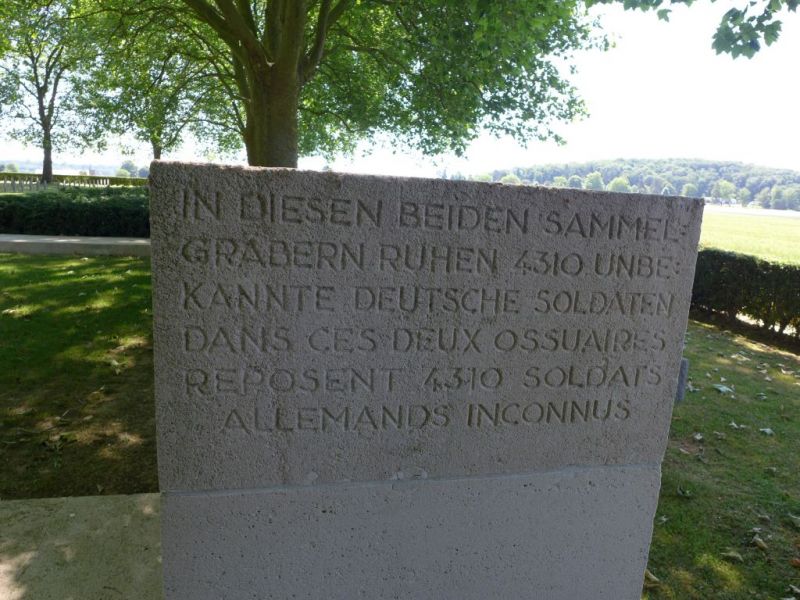 IN DIESEN BEIDEN SAMMEL-
GRÄBERN RUHEN 4310 UNBE-
KANNTE DEUTSCHE SOLDATEN
DANS CES DEUX OSSUAIRES
REPOSENT 4310 SOLDATS
ALLEMANDS INCONNUS